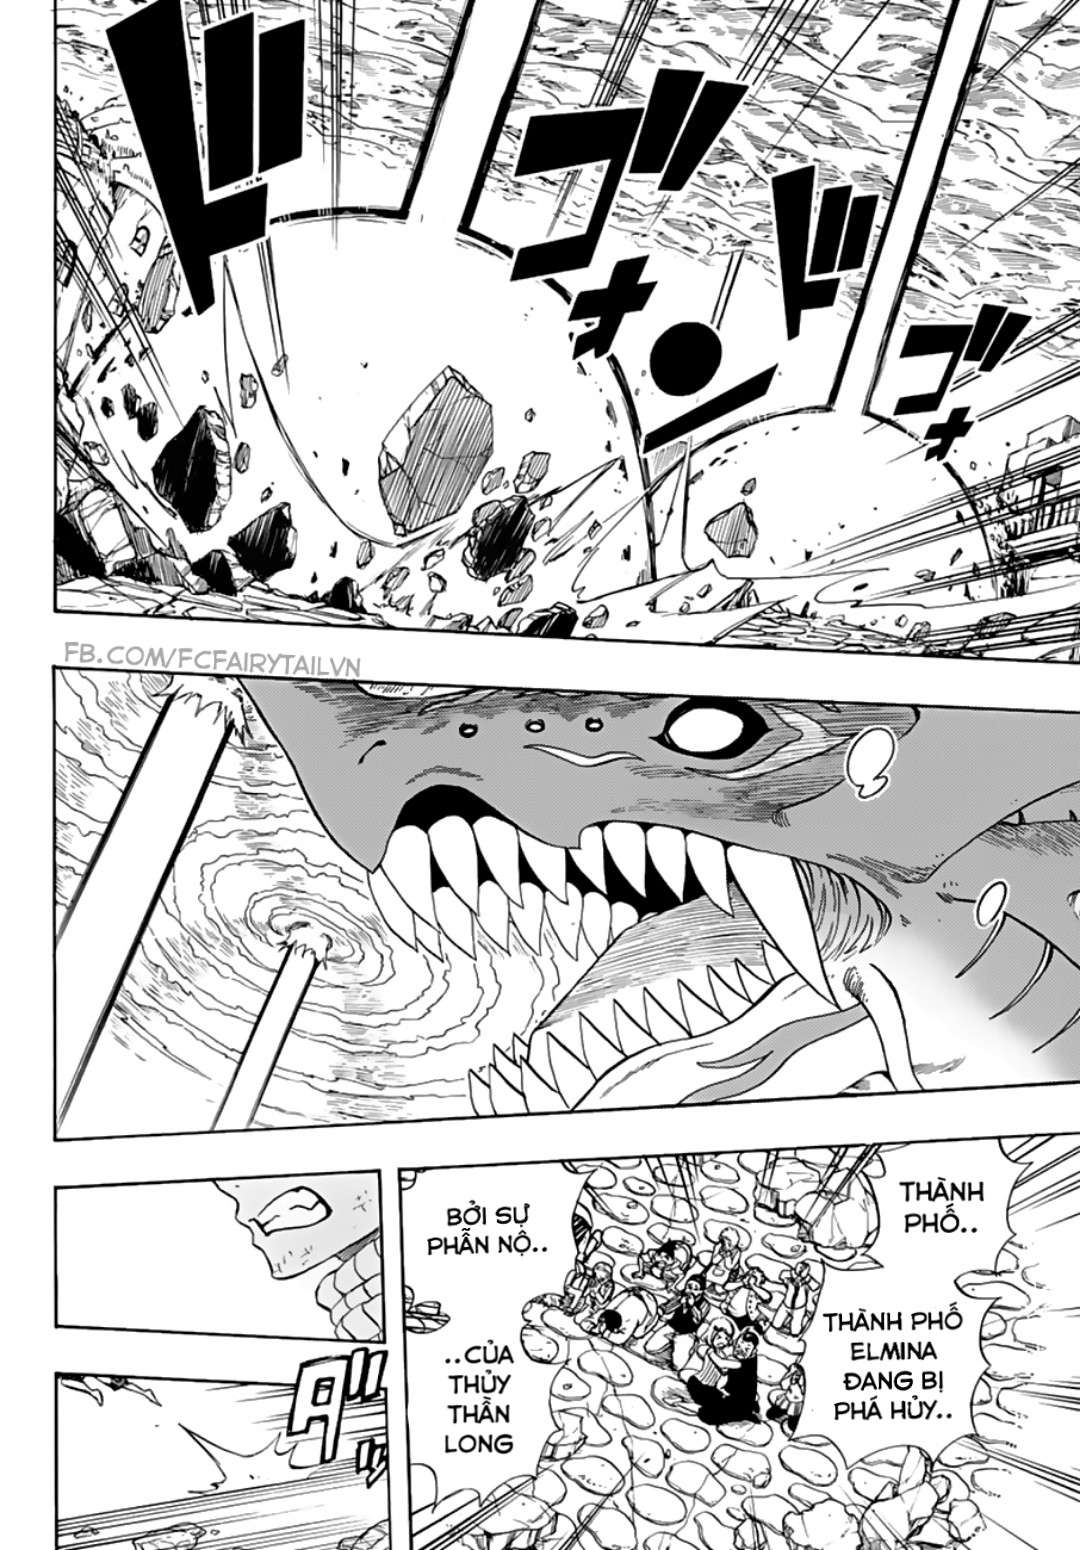 ドゴォン
ドゴォ
FB.COM/FCFAIRYTAILVN
THÀNH
PHỐ..
THÀNH PHỐ
ELMINA
ĐANG BỊ
PHÁ HỦY..
BỞI SỰ
PHẪN NỘ..
..CỦA
THỦY
THẦN
LONG
ダッ